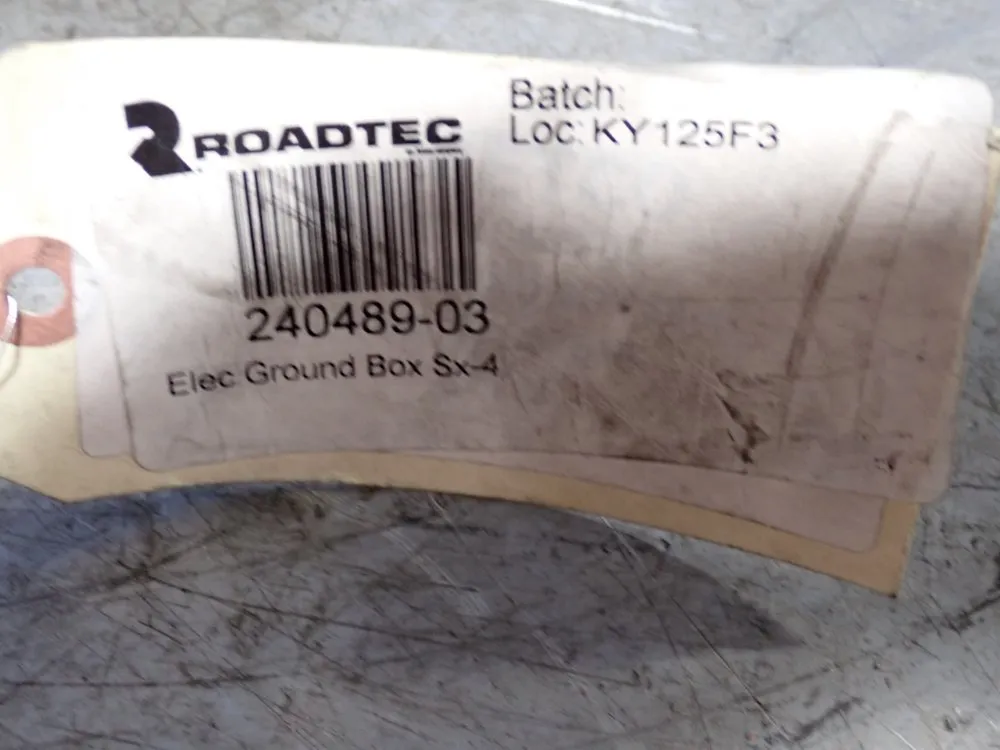 ROADTEC
Batch:
Loc: KY125F3
240489-03
Elec Ground Box Sx-4